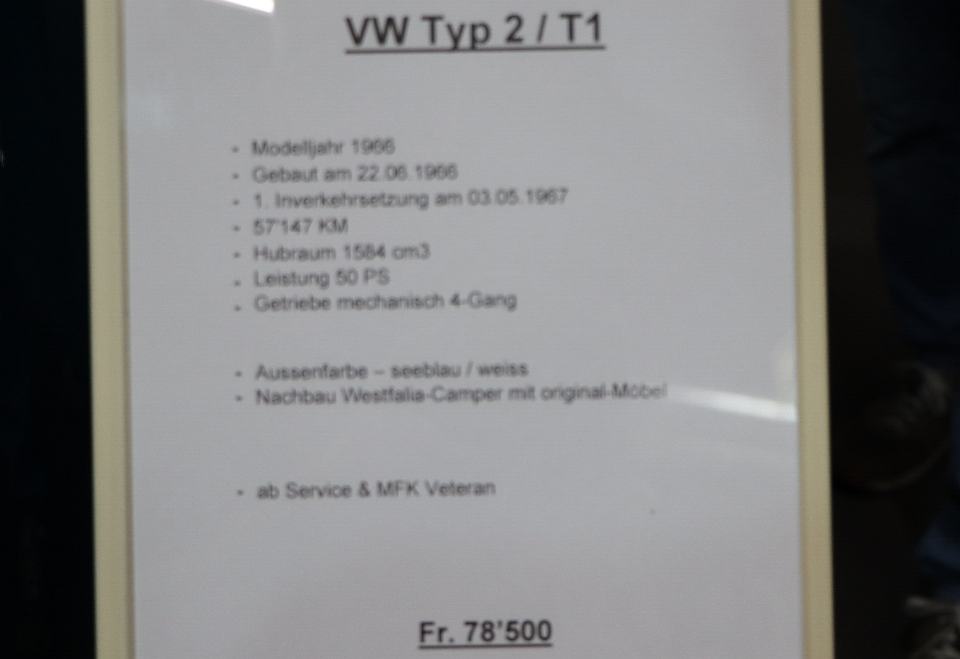 VW Typ 2 / T1
- Modelljahr 1966
- Gebaut am 22.06.1966
- 1. Inverkehrsetzung am 03.05.1967
- 57'147 KM
- Hubraum 1584 cm3
- Leistung 50 PS
- Getriebe mechanisch 4-Gang
- Aussenfarbe – seeblau / weiss
- Nachbau Westfalia-Camper mit original-Möbel
- ab Service & MFK Veteran
Fr. 78'500